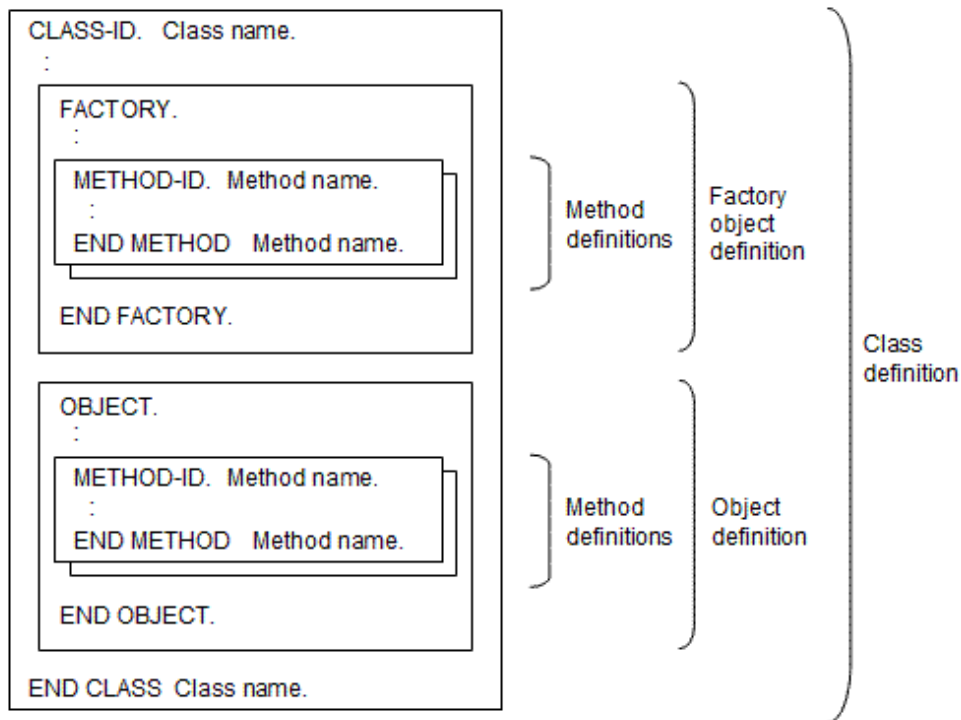 CLASS-ID. Class name.
:
FACTORY.
:
METHOD-ID. Method name.
:
END METHOD Method name.
END FACTORY.
OBJECT.
:
METHOD-ID. Method name.
:
END METHOD Method name.
END OBJECT.
END CLASS Class name.
Method
definitions
Factory
object
definition
Method
definitions
Object
definition
Class
definition